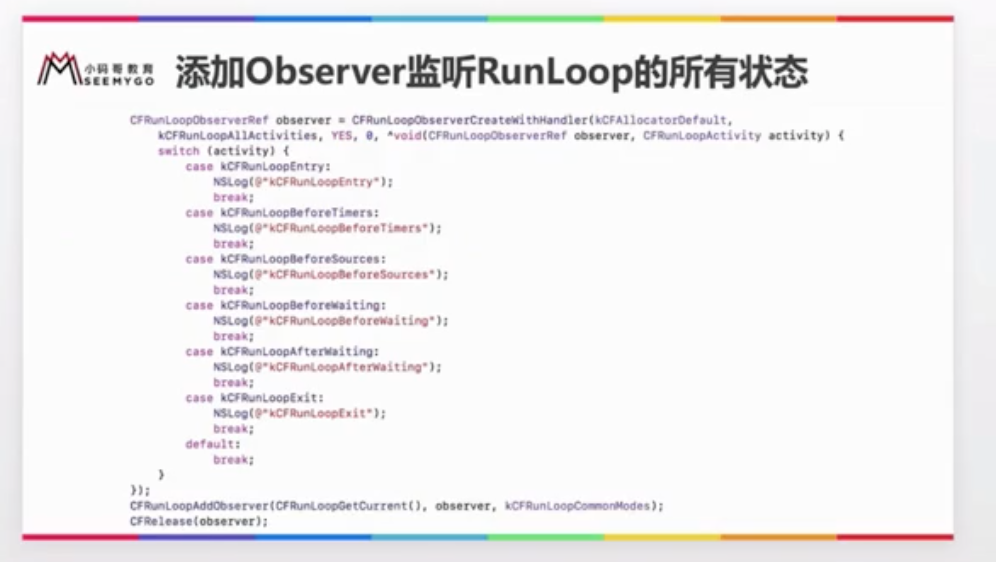 小码哥教育
SEEMYGO
添加Observer监听RunLoop的所有状态
CFRunLoopObserverRef observer = CFRunLoopObserverCreateWithHandler(kCFAllocatorDefault,
kCFRunLoopAllActivities, YES, 0, ^void(CFRunLoopObserverRef observer, CFRunLoopActivity activity) {
switch (activity) {
case kCFRunLoopEntry:
NSLog(@"kCFRunLoopEntry");
break;
case kCFRunLoopBeforeTimers:
NSLog(@"kCFRunLoopBeforeTimers");
break;
case kCFRunLoopBeforeSources:
NSLog(@"kCFRunLoopBeforeSources");
break;
case kCFRunLoopBeforeWaiting:
NSLog(@"kCFRunLoopBeforeWaiting");
break;
case kCFRunLoopAfterWaiting:
NSLog(@"kCFRunLoopAfterWaiting");
break;
case kCFRunLoopExit:
NSLog(@"kCFRunLoopExit");
break;
default:
break;
}
});
CFRunLoopAddObserver(CFRunLoopGetCurrent(), observer, kCFRunLoopCommonModes);
CFRelease(observer);